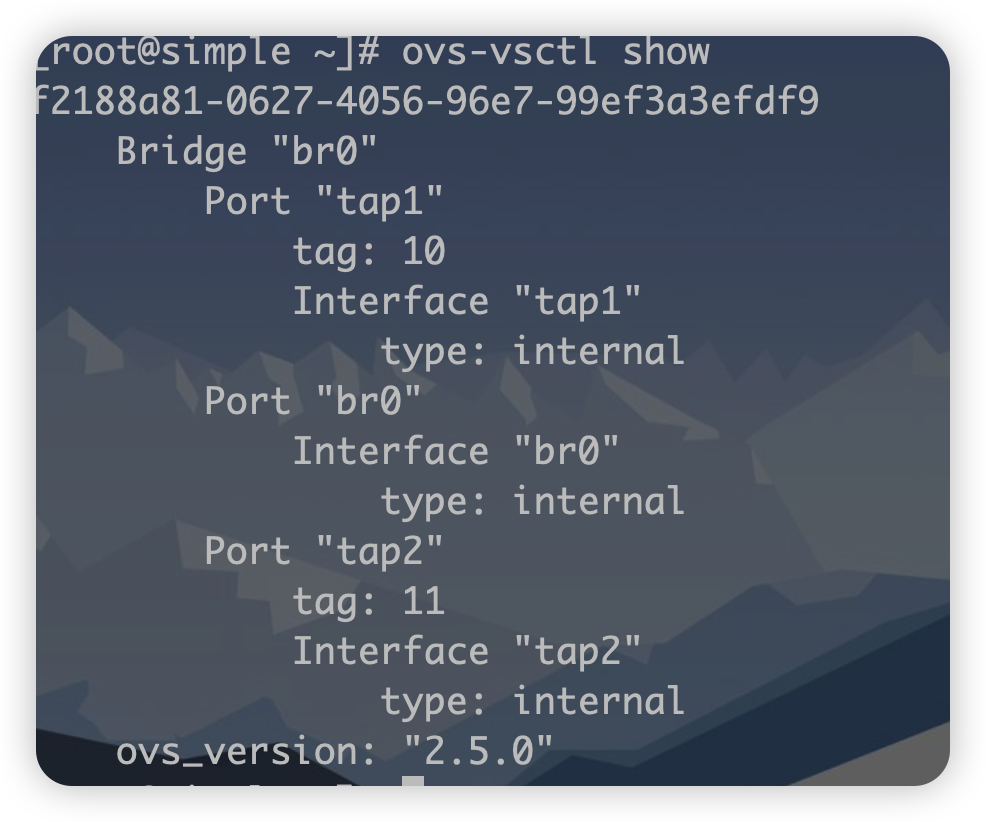 root@simple ~]# ovs-vsctl show
f2188a81-0627-4056-96e7-99ef3a3efdf9
Bridge "br0"
Port "tap1"
tag: 10
Interface "tap1"
type: internal
Port "br0"
Interface "br0"
type: internal
Port "tap2"
tag: 11
Interface "tap2"
type: internal
ovs_version: "2.5.0"